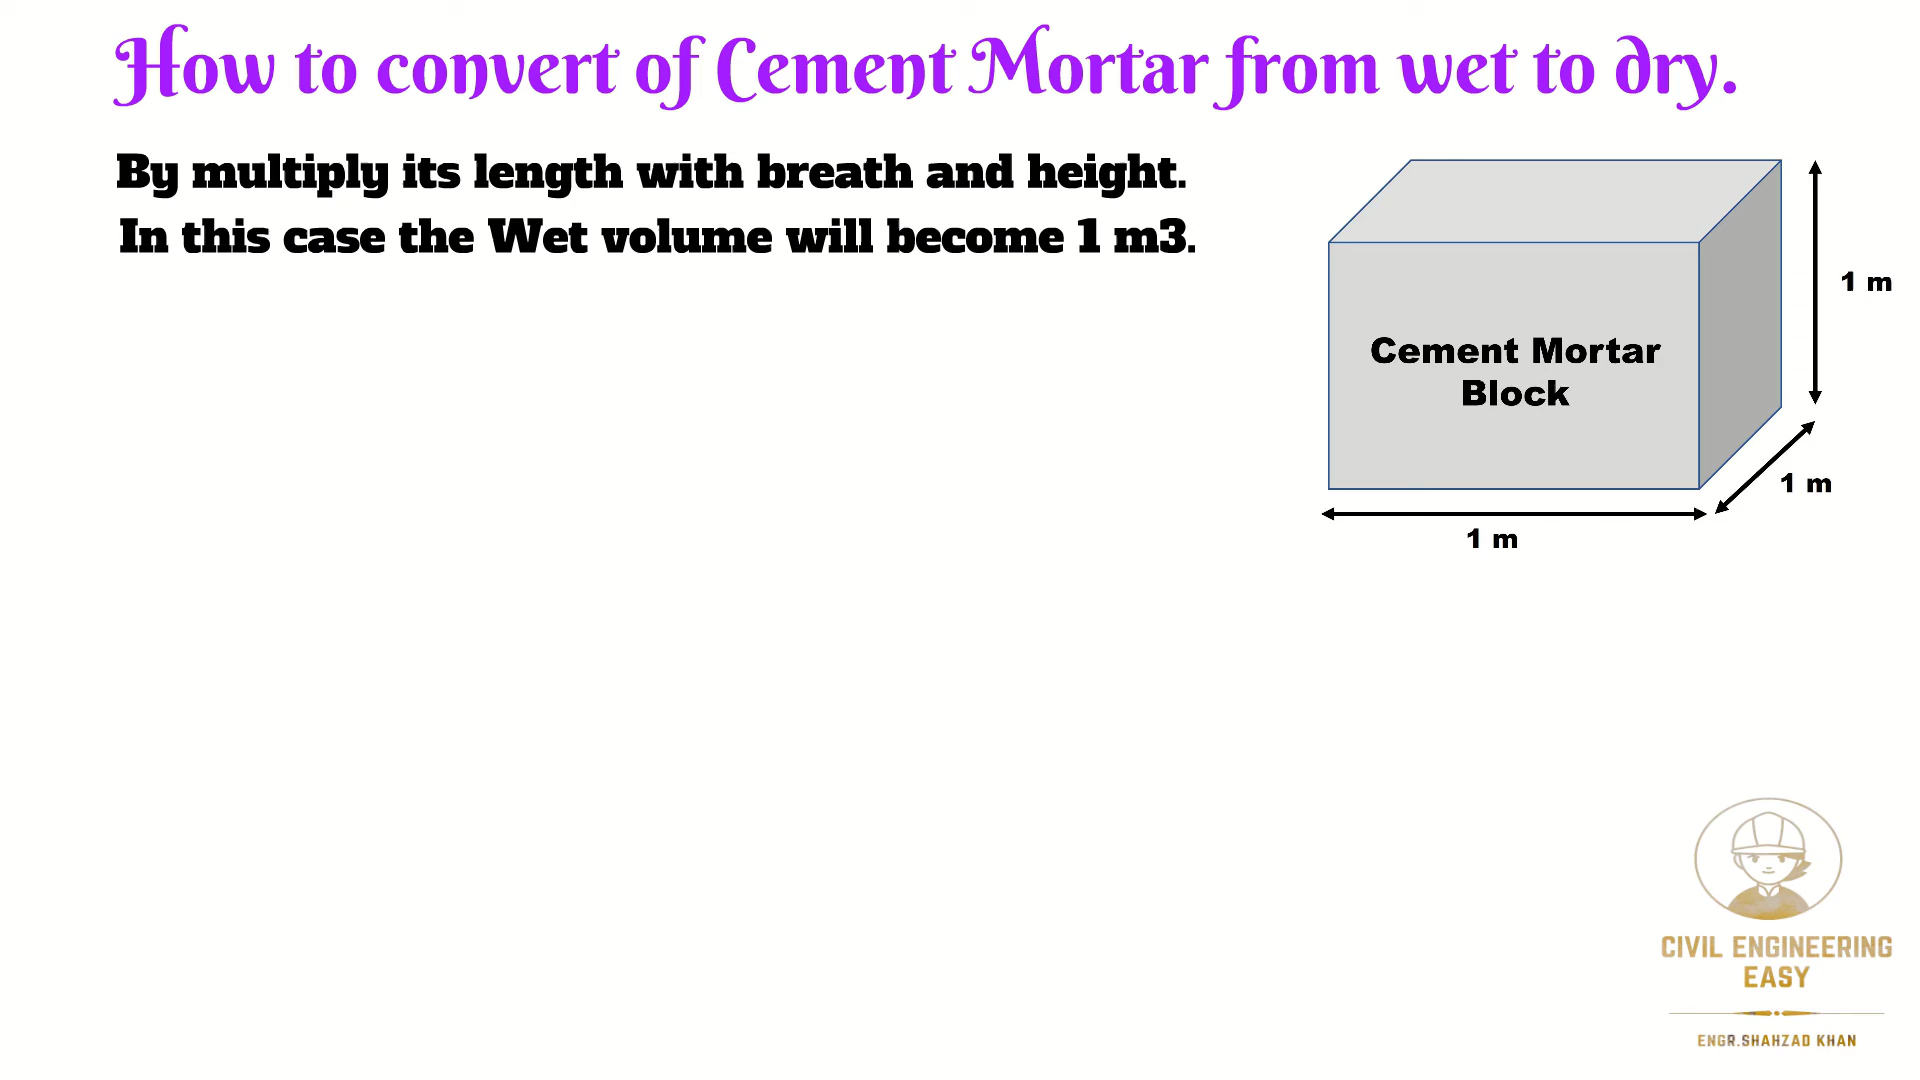 How to convert of Cement Mortar from wet to dry.
By multiply its length with breath and height.
In this case the Wet volume will become 1 m3.
1 m
Cement Mortar
Block
1 m
1 m
CIVIL ENGINEERING
EASY
ENGR.SHAHZAD KHAN